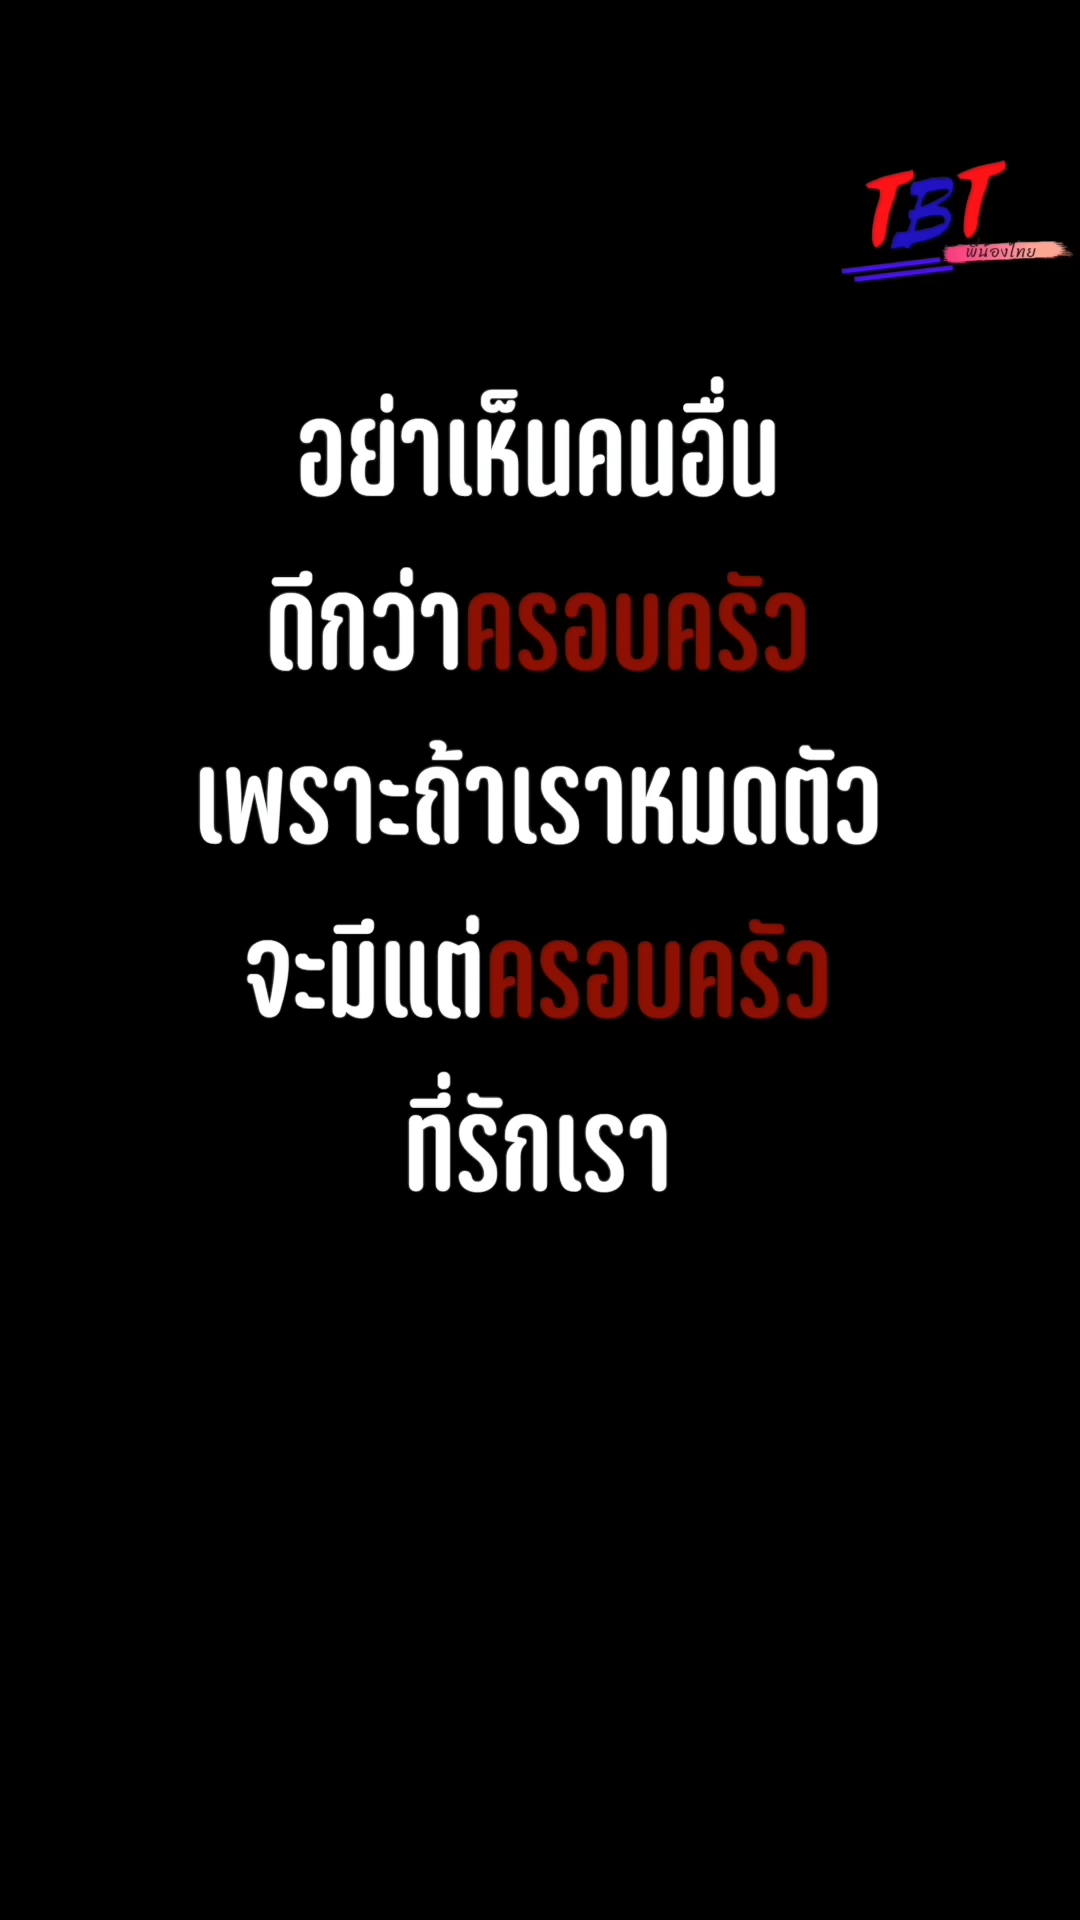 TBT
พี่น้องไทย
อย่าเห็นคนอื่น
ดีกว่าครอบครัว
เพราะถ้าเราหมดตัว
จะมีแต่ครอบครัว
ที่รักเรา